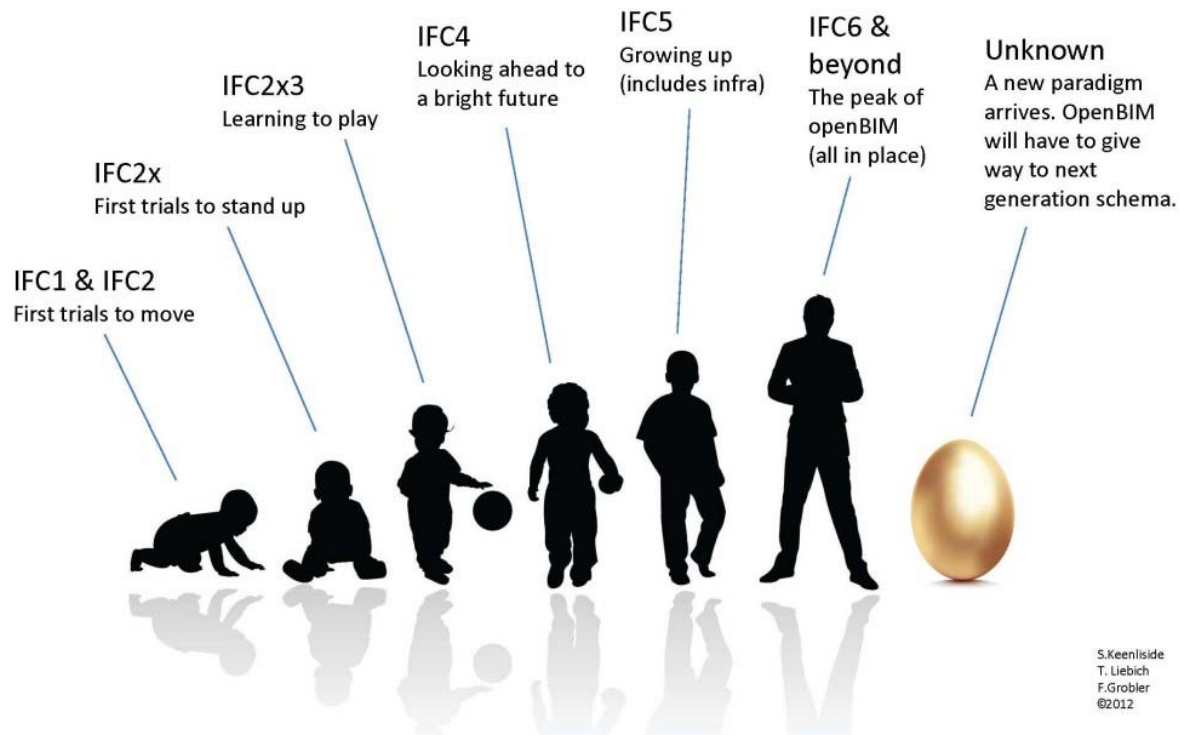 IFC1 & IFC2
First trials to move
IFC2x
First trials to stand up
IFC2x3
Learning to play
IFC4
Looking ahead to
a bright future
IFC5
Growing up
(includes infra)
IFC6 &
beyond
The peak of
openBIM
(all in place)
Unknown
A new paradigm
arrives. OpenBIM
will have to give
way to next
generation schema.
S.Keenliside
T. Liebich
F.Grobler
©2012